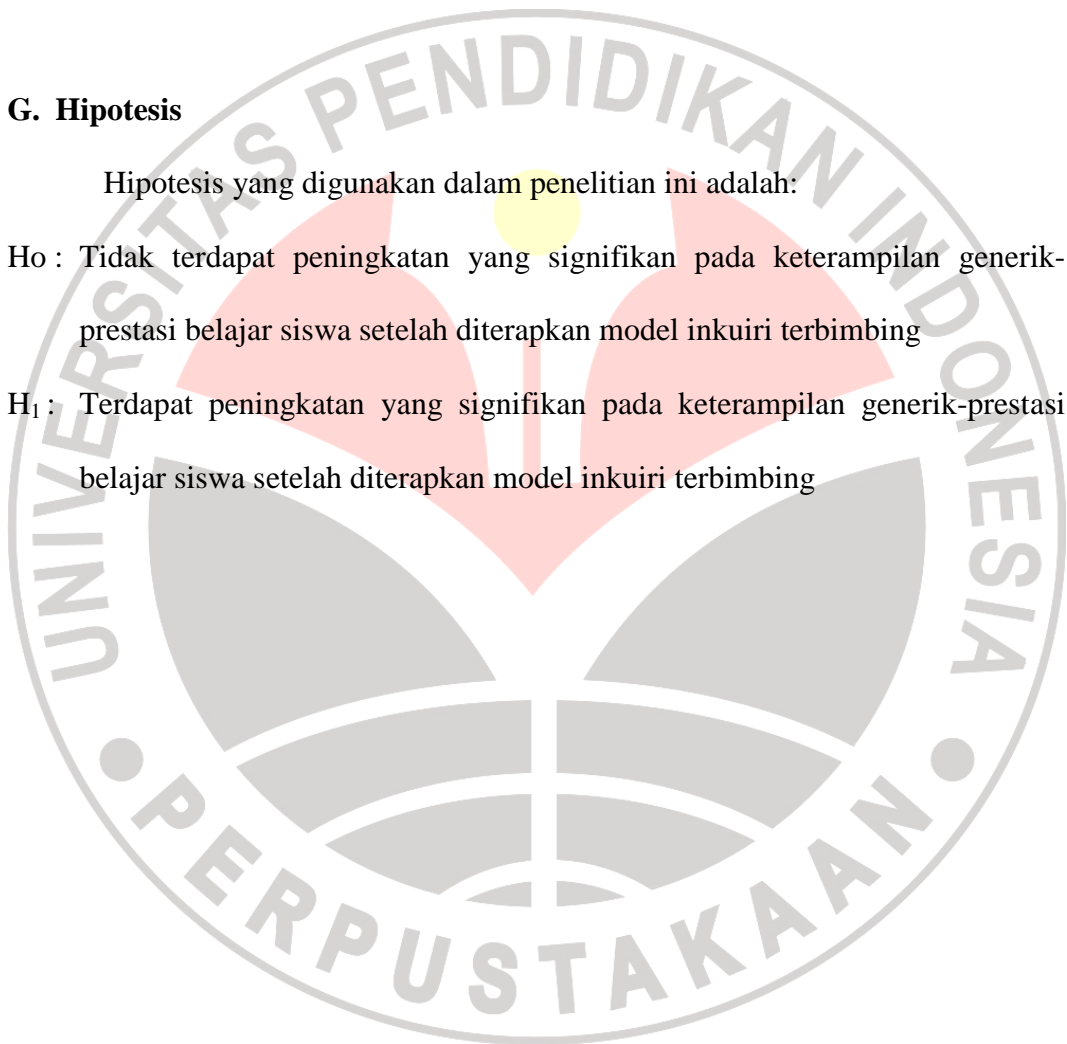 G. Hipotesis
Hipotesis yang digunakan dalam penelitian ini adalah:
Ho : Tidak terdapat peningkatan yang signifikan pada keterampilan generik-
prestasi belajar siswa setelah diterapkan model inkuiri terbimbing
H₁ : Terdapat peningkatan yang signifikan pada keterampilan generik-prestasi
belajar siswa setelah diterapkan model inkuiri terbimbing
UNIVERSITAS PENDIDIKAN INDONESIA
PERPUSTAKAAN